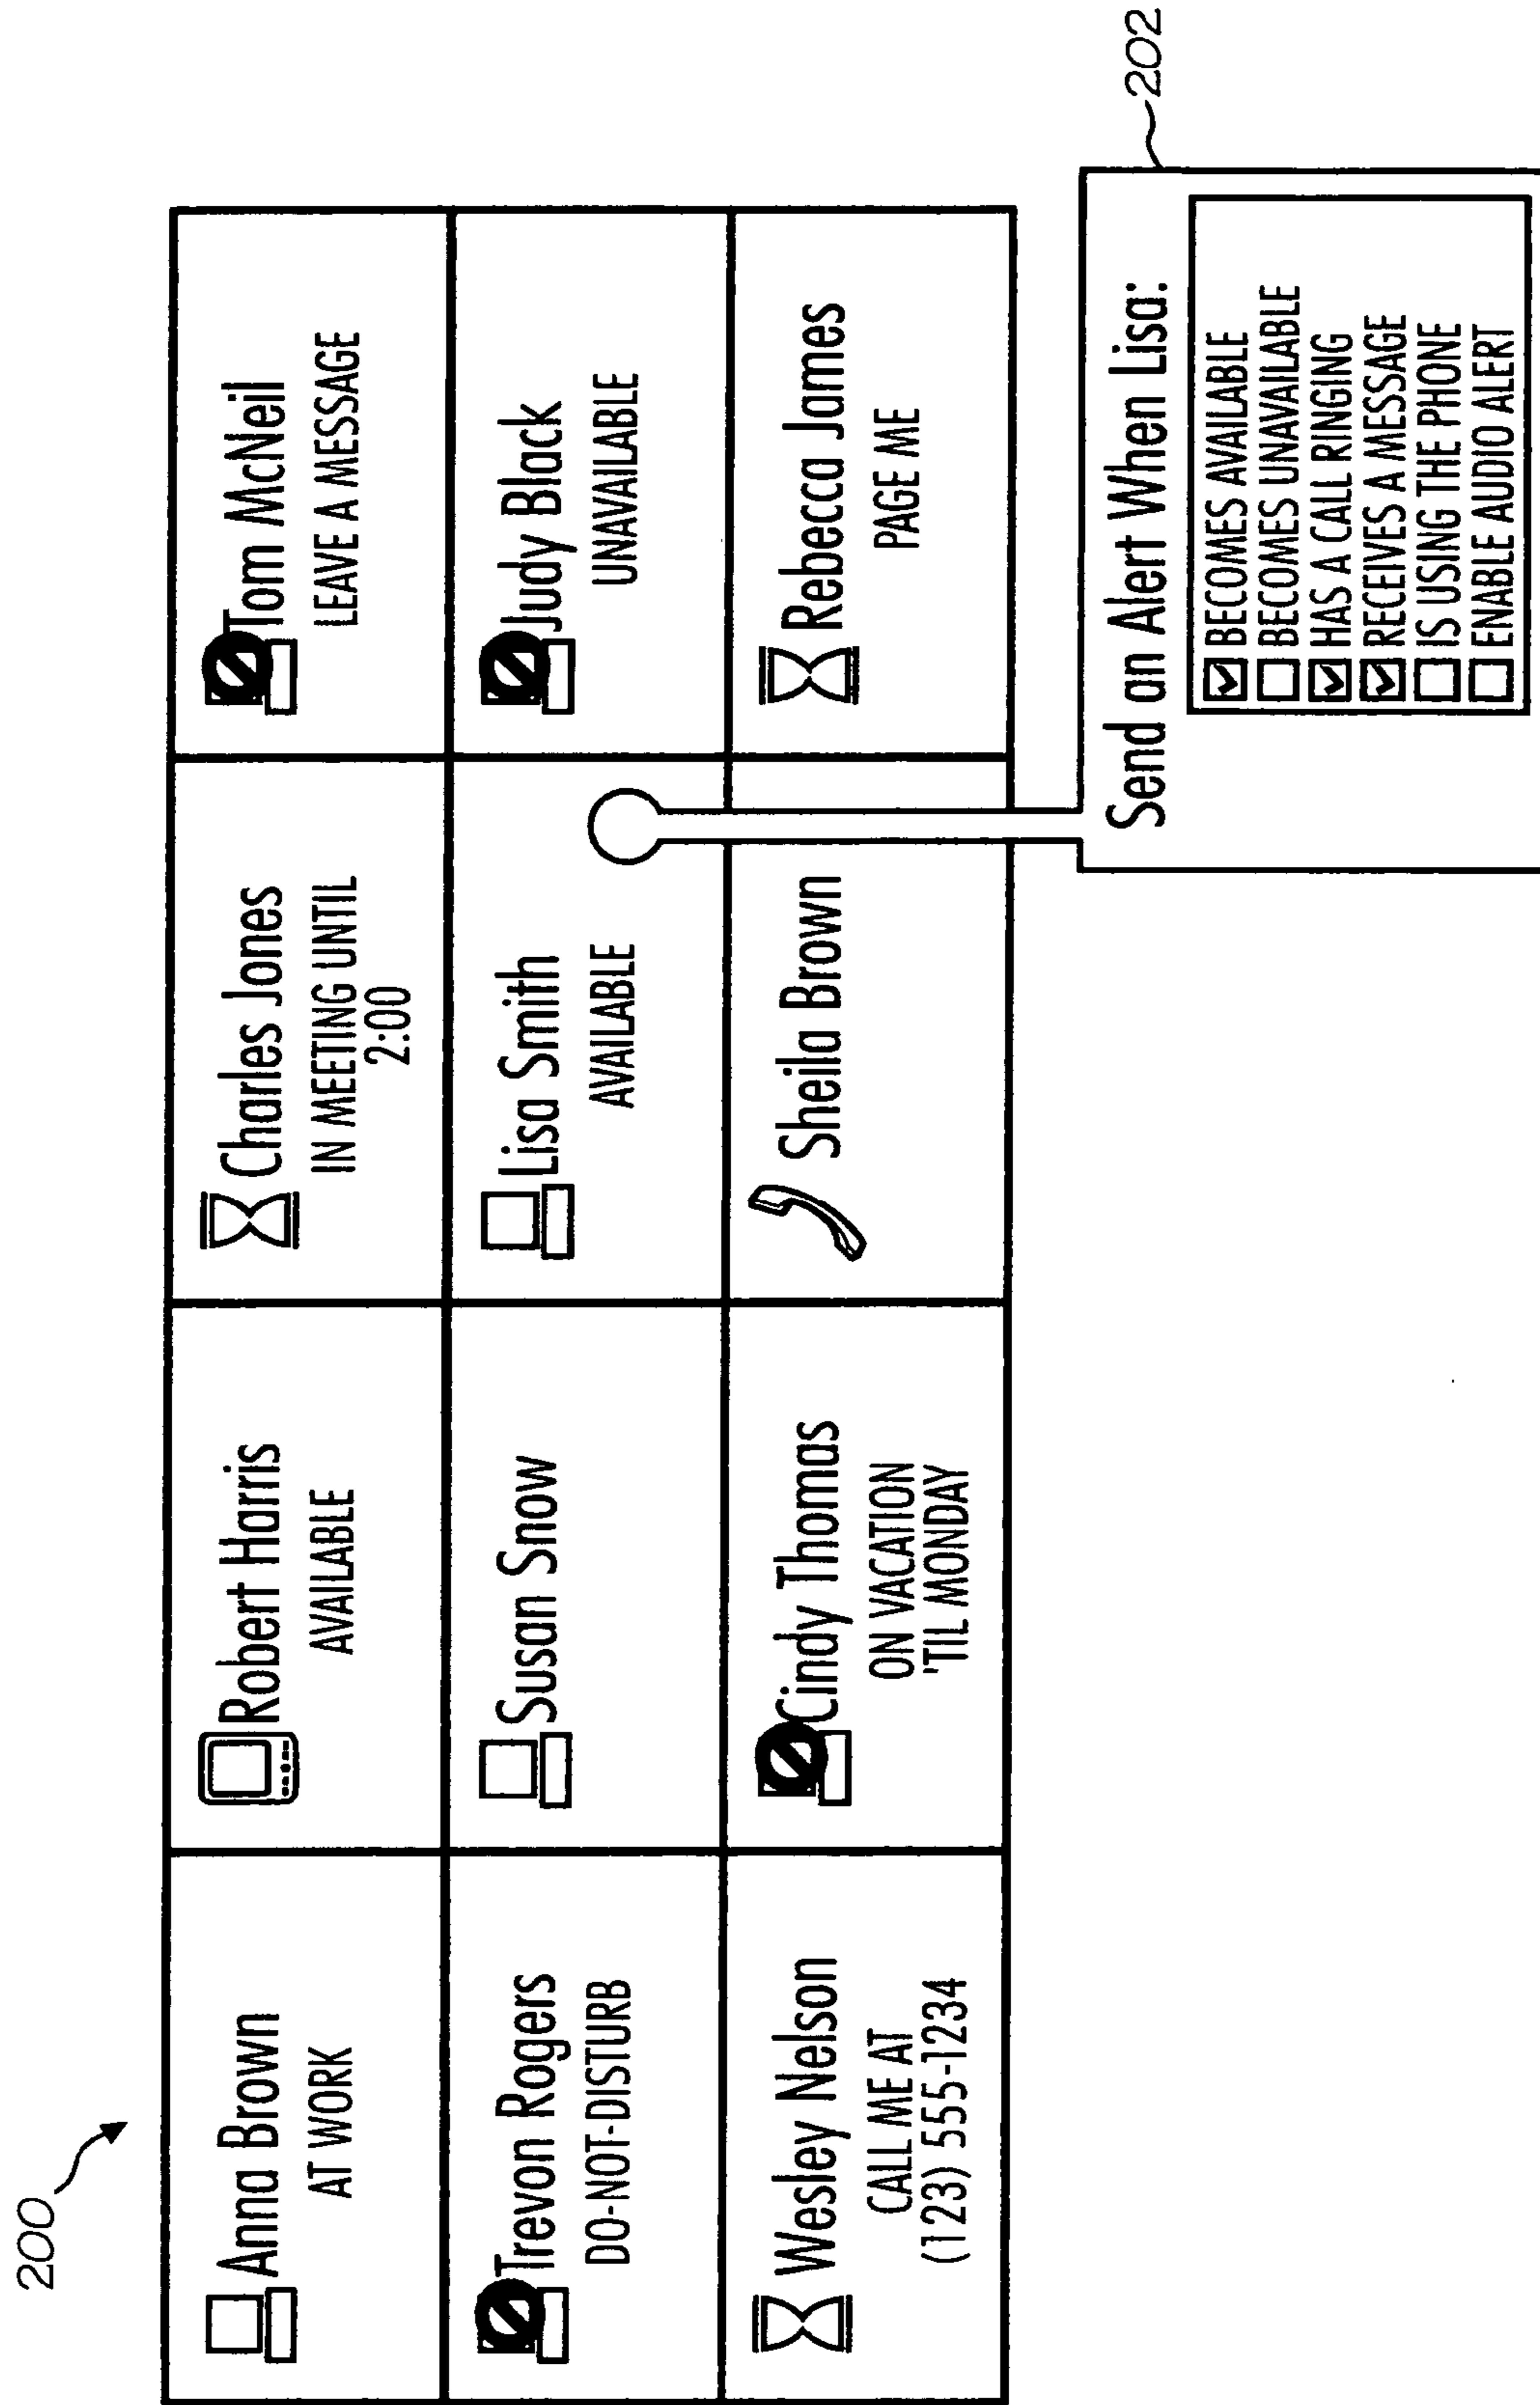 200
Anna Brown
AT WORK
Robert Harris
AVAILABLE
Charles Jones
IN MEETING UNTIL
2:00
Tom McNeil
LEAVE A MESSAGE
Trevon Rogers
DO-NOT-DISTURB
Susan Snow
Lisa Smith
AVAILABLE
Judy Black
UNAVAILABLE
Wesley Nelson
CALL ME AT
(123) 555-1234
Cindy Thomas
ON VACATION
'TIL MONDAY
Sheila Brown
Rebecca James
PAGE ME
202
Send an Alert When Lisa:
BECOMES AVAILABLE
BECOMES UNAVAILABLE
HAS A CALL RINGING
RECEIVES A MESSAGE
IS USING THE PHONE
ENABLE AUDIO ALERT